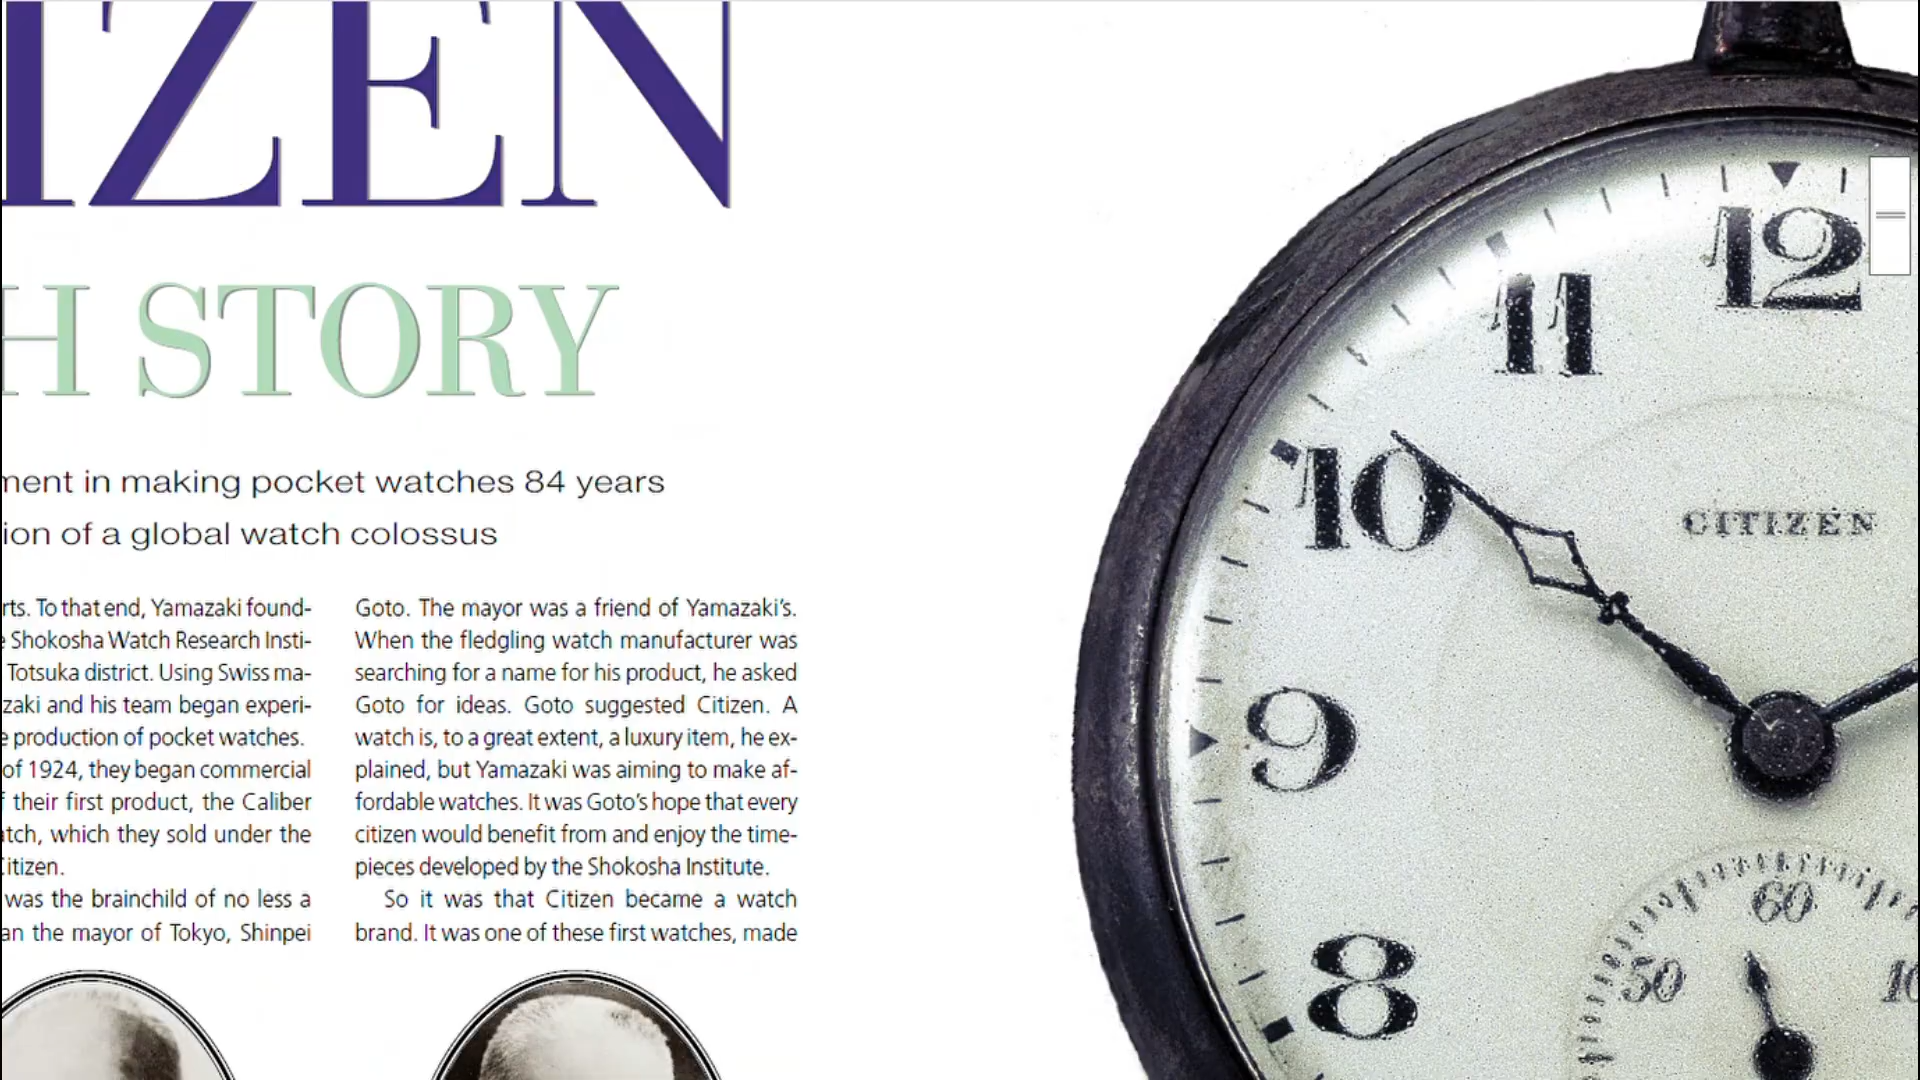 IZEN
H STORY
ment in making pocket watches 84 years
ion of a global watch colossus
rts. To that end, Yamazaki found-
e Shokosha Watch Research Insti-
Totsuka district. Using Swiss ma-
zaki and his team began experi-
e production of pocket watches.
of 1924, they began commercial
f their first product, the Caliber
atch, which they sold under the
Citizen.
was the brainchild of no less a
an the mayor of Tokyo, Shinpei
Goto. The mayor was a friend of Yamazaki's.
When the fledgling watch manufacturer was
searching for a name for his product, he asked
Goto for ideas. Goto suggested Citizen. A
watch is, to a great extent, a luxury item, he ex-
plained, but Yamazaki was aiming to make af-
fordable watches. It was Goto's hope that every
citizen would benefit from and enjoy the time-
pieces developed by the Shokosha Institute.
So it was that Citizen became a watch
brand. It was one of these first watches, made
12
11
10
CITIZEN
9
8
60
50
10